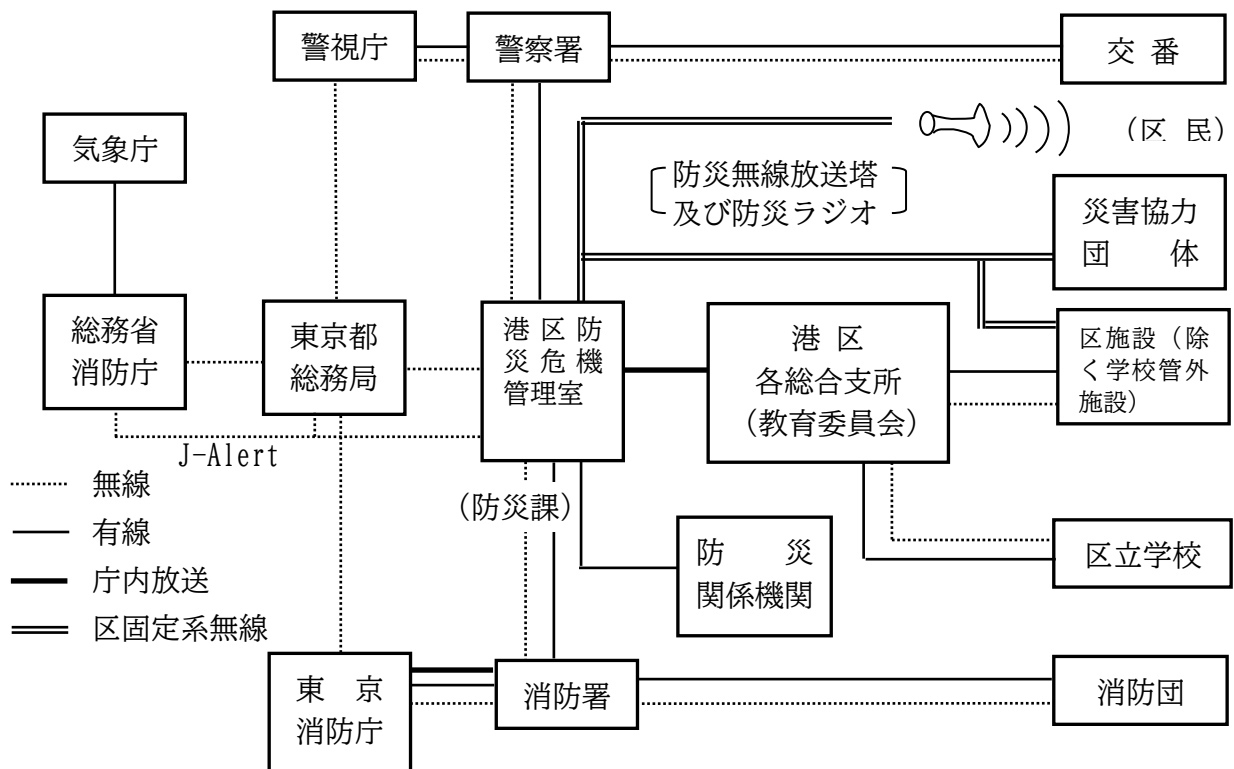 警視庁
警察署
交 番
(区 民)
気象庁
防災無線放送塔
及び防災ラジオ
災害協力
団 体
総務省
消防庁
東京都
総務局
港区防
災危機
管理室
港 区
各総合支所
(教育委員会)
区施設(除
く学校管外
施設)
J-Alert
無線
有線
庁内放送
区固定系無線
(防災課)
防 災
関係機関
区立学校
東 京
消防庁
消防署
消防団